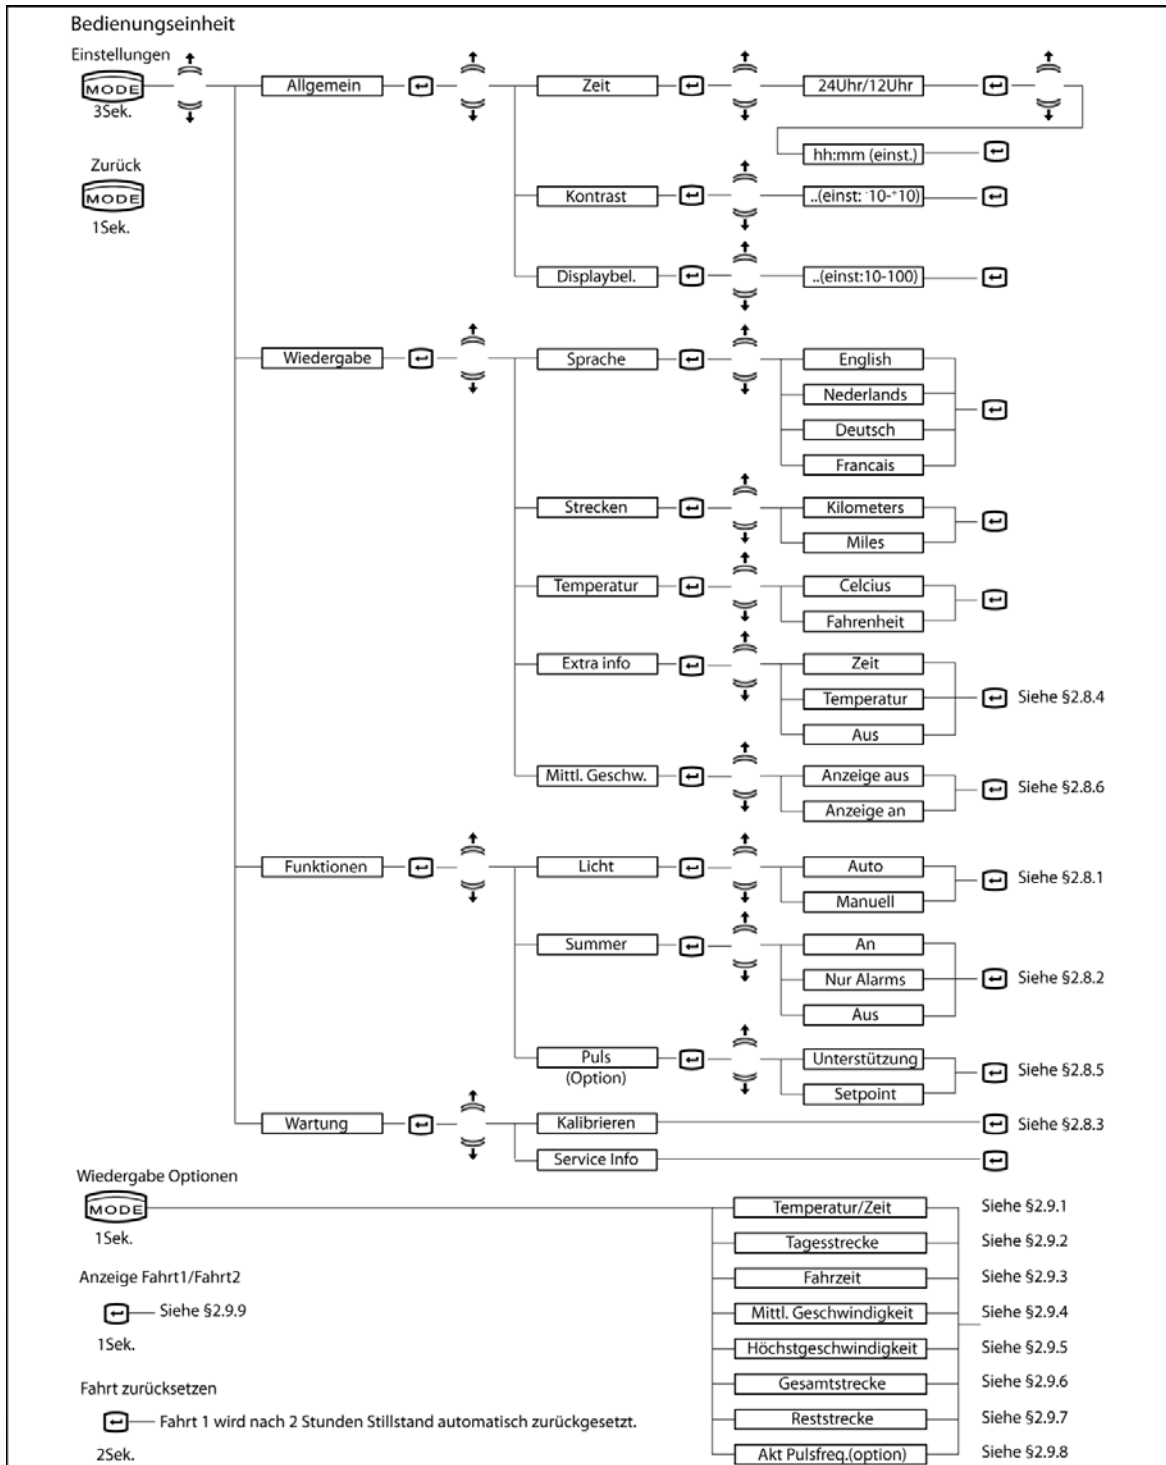 Bedienungseinheit
Einstellungen
MODE
3Sek.
Zurück
MODE
1Sek.
Allgemein
Zeit
24Uhr/12Uhr
hh:mm (einst.)
Kontrast
..(einst: -10-+10)
Displaybel.
..(einst:10-100)
Wiedergabe
Sprache
English
Nederlands
Deutsch
Francais
Strecken
Kilometers
Miles
Temperatur
Celcius
Fahrenheit
Extra info
Zeit
Temperatur
Aus
Siehe §2.8.4
Mittl. Geschw.
Anzeige aus
Anzeige an
Siehe §2.8.6
Funktionen
Licht
Auto
Manuell
Siehe §2.8.1
Summer
An
Nur Alarms
Aus
Siehe §2.8.2
Puls
(Option)
Unterstützung
Setpoint
Siehe §2.8.5
Wartung
Kalibrieren
Siehe §2.8.3
Service Info
Wiedergabe Optionen
MODE
1Sek.
Temperatur/Zeit
Siehe §2.9.1
Tagesstrecke
Siehe §2.9.2
Fahrzeit
Siehe §2.9.3
Mittl. Geschwindigkeit
Siehe §2.9.4
Höchstgeschwindigkeit
Siehe §2.9.5
Gesamtstrecke
Siehe §2.9.6
Reststrecke
Siehe §2.9.7
Akt Pulsfreq.(option)
Siehe §2.9.8
Anzeige Fahrt1/Fahrt2
Siehe §2.9.9
1Sek.
Fahrt zurücksetzen
Fahrt 1 wird nach 2 Stunden Stillstand automatisch zurückgesetzt.
2Sek.